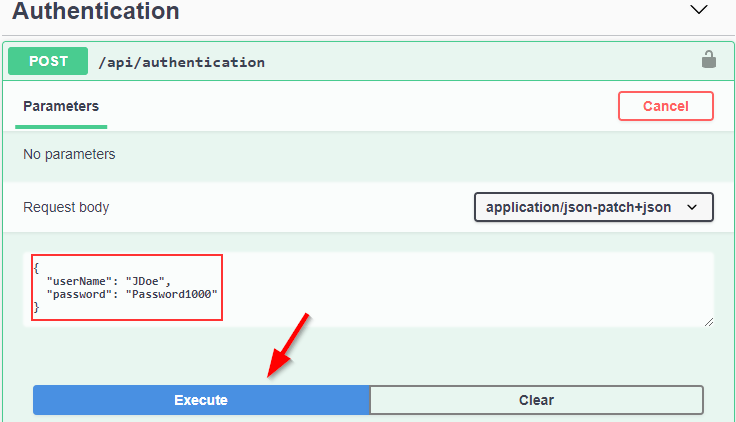 Authentication
POST /api/authentication
Parameters Cancel
No parameters
Request body application/json-patch+json
{
"userName": "JDoe",
"password": "Password1000"
}
Execute Clear